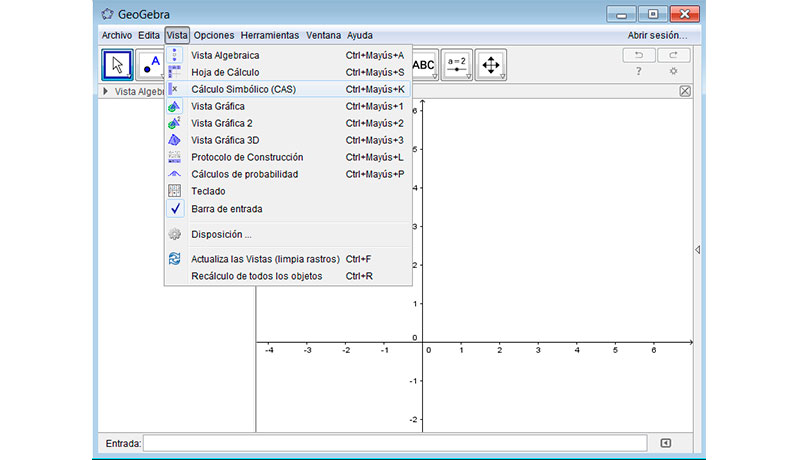 GeoGebra
Archivo Edita Vista Opciones Herramientas Ventana Ayuda Abrir sesión...
A ABC a = 2 ?
Vista Algebraica Ctrl+Mayús+A
Hoja de Cálculo Ctrl+Mayús+S
Vista Algebr
Cálculo Simbólico (CAS) Ctrl+Mayús+K
Vista Gráfica Ctrl+Mayús+1
Vista Gráfica 2 Ctrl+Mayús+2
Vista Gráfica 3D Ctrl+Mayús+3
Protocolo de Construcción Ctrl+Mayús+L
Cálculos de probabilidad Ctrl+Mayús+P
Teclado
Barra de entrada
Disposición ...
Actualiza las Vistas (limpia rastros) Ctrl+F
Recálculo de todos los objetos Ctrl+R
6
5
4
3
2
1
0
-4 -3 -2 -1 0 1 2 3 4 5 6
-1
-2
Entrada: